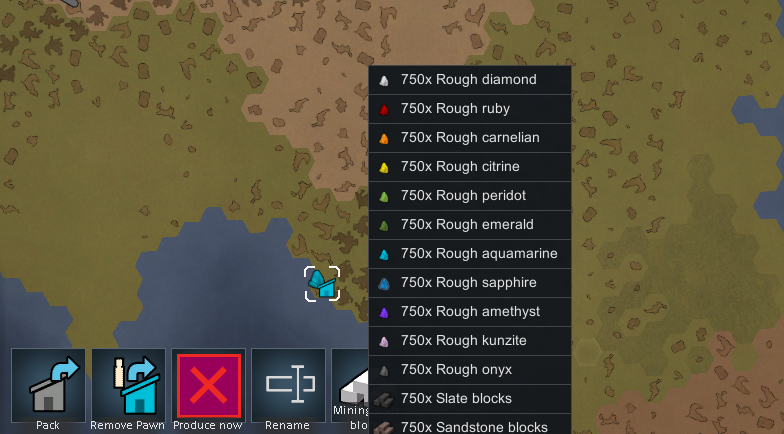 750x Rough diamond
750x Rough ruby
750x Rough carnelian
750x Rough citrine
750x Rough peridot
750x Rough emerald
750x Rough aquamarine
750x Rough sapphire
750x Rough amethyst
750x Rough kunzite
750x Rough onyx
750x Slate blocks
750x Sandstone blocks
Pack
Remove Pawn
Produce now
Rename
Mining
blo